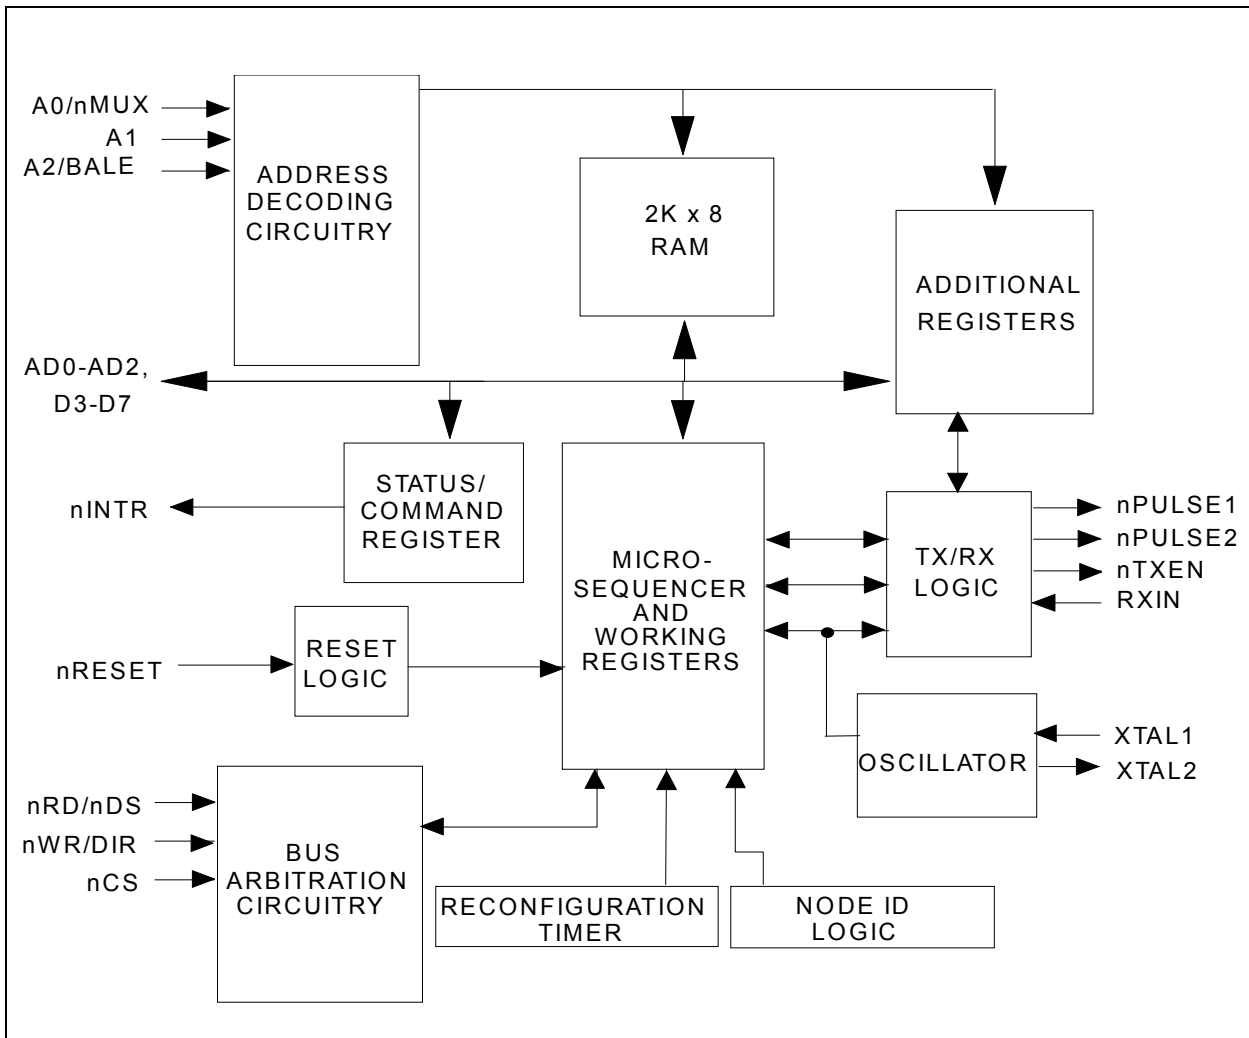 A0/nMUX
A1
A2/BALE
ADDRESS
DECODING
CIRCUITRY
2K x 8
RAM
ADDITIONAL
REGISTERS
AD0-AD2,
D3-D7
nINTR
STATUS/
COMMAND
REGISTER
MICRO-
SEQUENCER
AND
WORKING
REGISTERS
TX/RX
LOGIC
nPULSE1
nPULSE2
nTXEN
RXIN
nRESET
RESET
LOGIC
OSCILLATOR
XTAL1
XTAL2
nRD/nDS
nWR/DIR
nCS
BUS
ARBITRATION
CIRCUITRY
RECONFIGURATION
TIMER
NODE ID
LOGIC